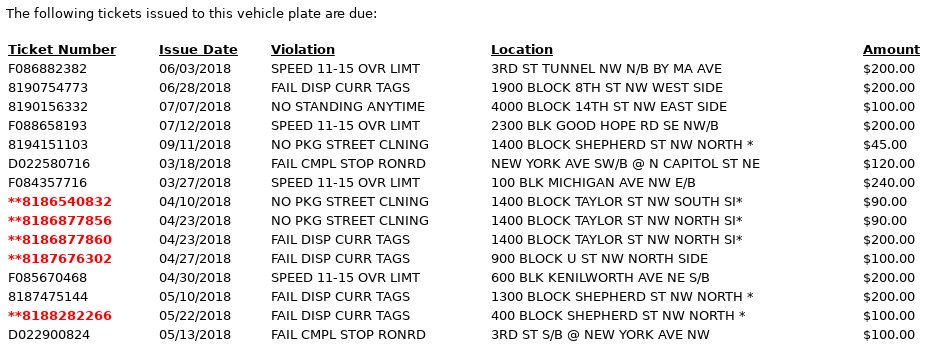 The following tickets issued to this vehicle plate are due:
Ticket Number Issue Date Violation Location Amount
F086882382 06/03/2018 SPEED 11-15 OVR LIMT 3RD ST TUNNEL NW N/B BY MA AVE $200.00
8190754773 06/28/2018 FAIL DISP CURR TAGS 1900 BLOCK 8TH ST NW WEST SIDE $200.00
8190156332 07/07/2018 NO STANDING ANYTIME 4000 BLOCK 14TH ST NW EAST SIDE $100.00
F088658193 07/12/2018 SPEED 11-15 OVR LIMT 2300 BLK GOOD HOPE RD SE NW/B $200.00
8194151103 09/11/2018 NO PKG STREET CLNING 1400 BLOCK SHEPHERD ST NW NORTH * $45.00
D022580716 03/18/2018 FAIL CMPL STOP RONRD NEW YORK AVE SW/B @ N CAPITOL ST NE $120.00
F084357716 03/27/2018 SPEED 11-15 OVR LIMT 100 BLK MICHIGAN AVE NW E/B $240.00
**8186540832 04/10/2018 NO PKG STREET CLNING 1400 BLOCK TAYLOR ST NW SOUTH SI* $90.00
**8186877856 04/23/2018 NO PKG STREET CLNING 1400 BLOCK TAYLOR ST NW NORTH SI* $90.00
**8186877860 04/23/2018 FAIL DISP CURR TAGS 1400 BLOCK TAYLOR ST NW NORTH SI* $200.00
**8187676302 04/27/2018 FAIL DISP CURR TAGS 900 BLOCK U ST NW NORTH SIDE $100.00
F085670468 04/30/2018 SPEED 11-15 OVR LIMT 600 BLK KENILWORTH AVE NE S/B $200.00
8187475144 05/10/2018 FAIL DISP CURR TAGS 1300 BLOCK SHEPHERD ST NW NORTH * $200.00
**8188282266 05/22/2018 FAIL DISP CURR TAGS 400 BLOCK SHEPHERD ST NW NORTH * $100.00
D022900824 05/13/2018 FAIL CMPL STOP RONRD 3RD ST S/B @ NEW YORK AVE NW $100.00